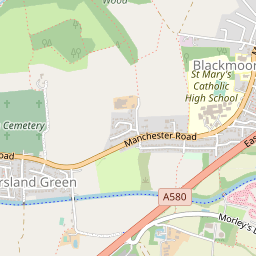 Wood
Blackmoor
St Mary's
Catholic
High School
Cemetery
Manchester Road
oad
Eas
rsland Green
A580
Morley's